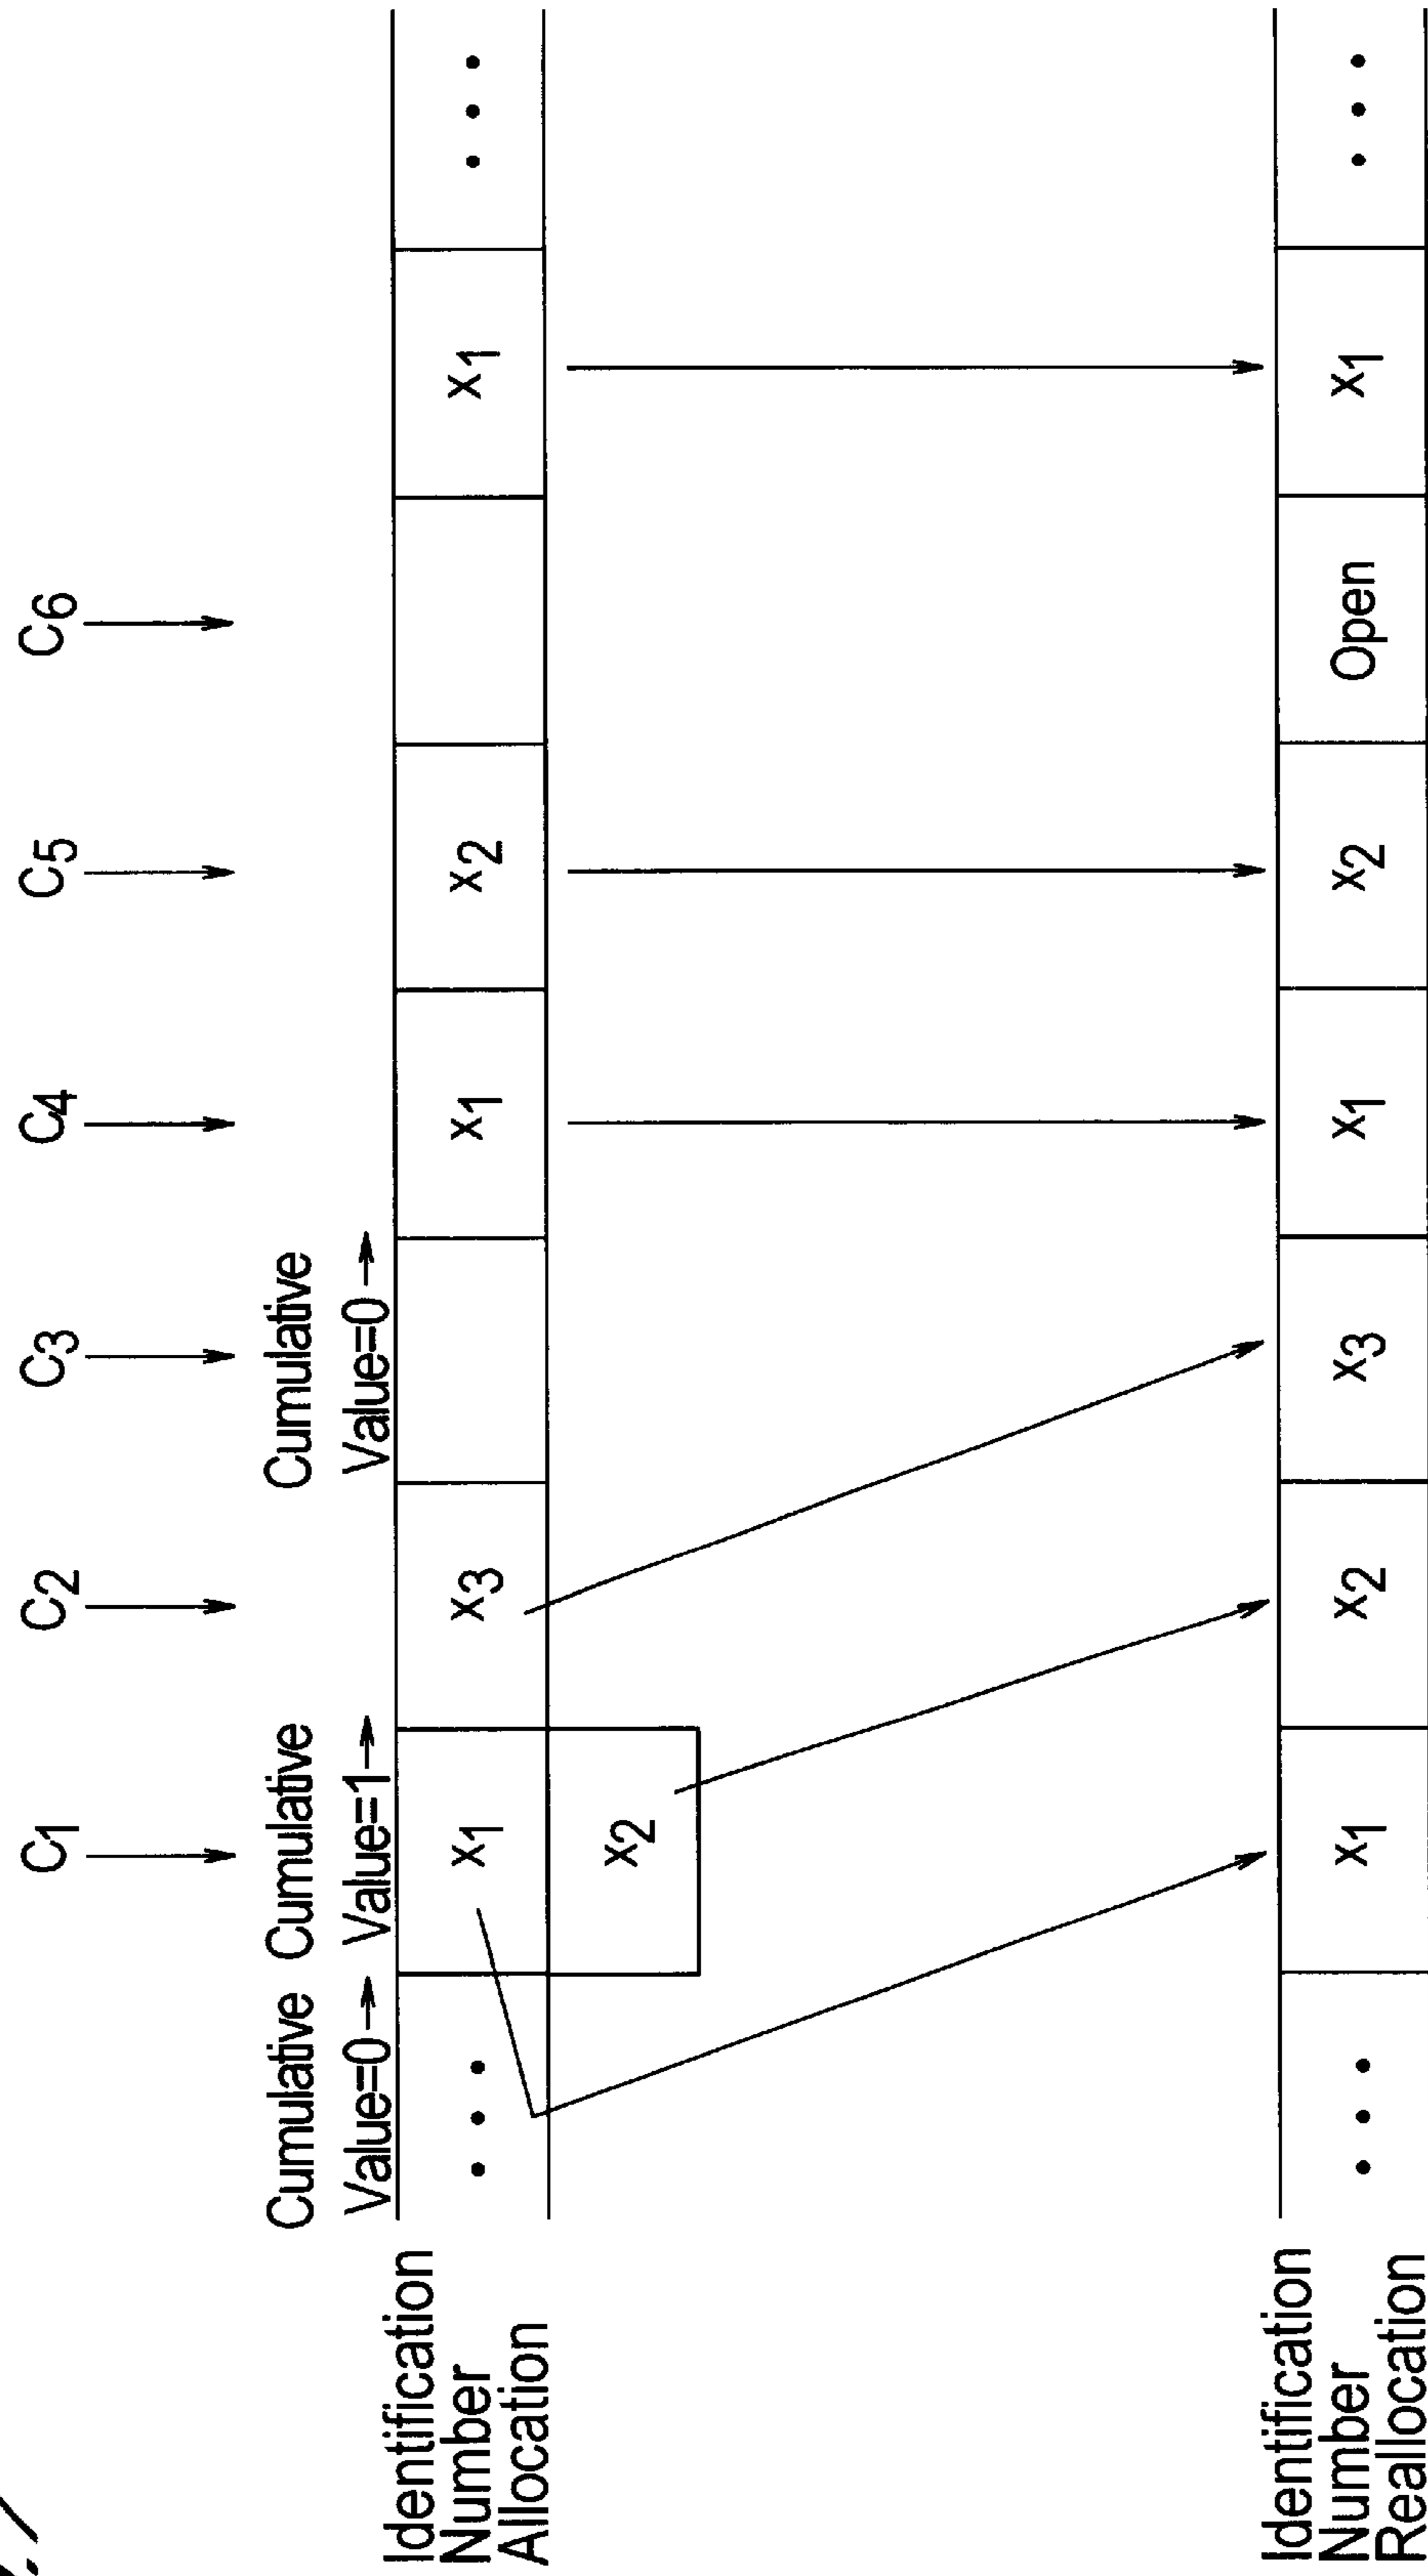 C1 C2 C3 C4 C5 C6
Cumulative Cumulative Cumulative
Value=0 → Value=1→ Value=0 →
Identification
Number
Allocation
• • • x1 x3 x1 x2 x1 • • •
x2
Identification
Number
Reallocation
• • • x1 x2 x3 x1 x2 Open x1 • • •